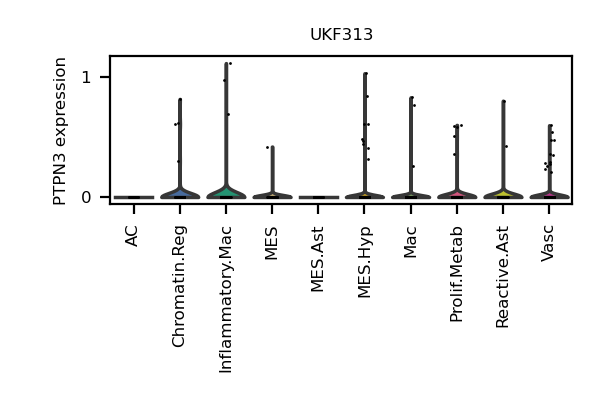 UKF313
PTPN3 expression
1
0
AC
Chromatin.Reg
Inflammatory.Mac
MES
MES.Ast
MES.Hyp
Mac
Prolif.Metab
Reactive.Ast
Vasc